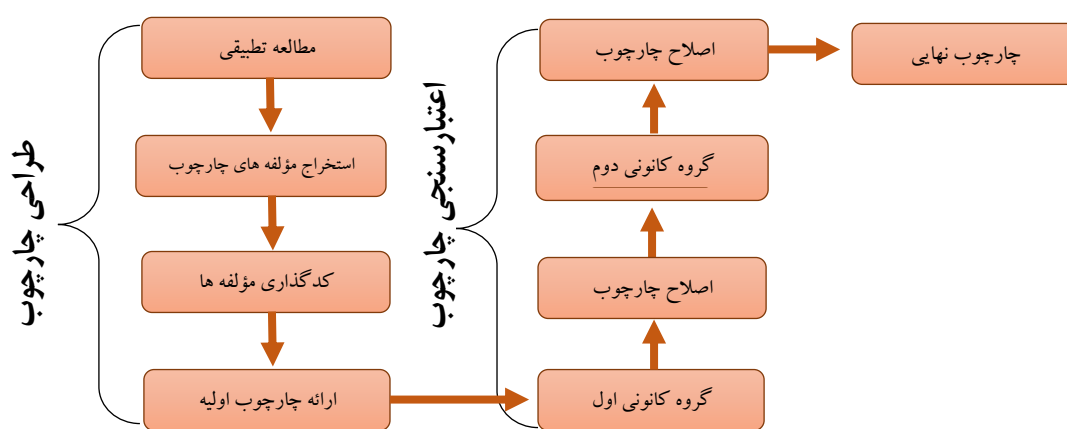 طراحی چارچوب
مطالعه تطبیقی
استخراج مؤلفه های چارچوب
کدگذاری مؤلفه ها
ارائه چارچوب اولیه
اعتبارسنجی چارچوب
گروه کانونی اول
اصلاح چارچوب
گروه کانونی دوم
اصلاح چارچوب
چارچوب نهایی